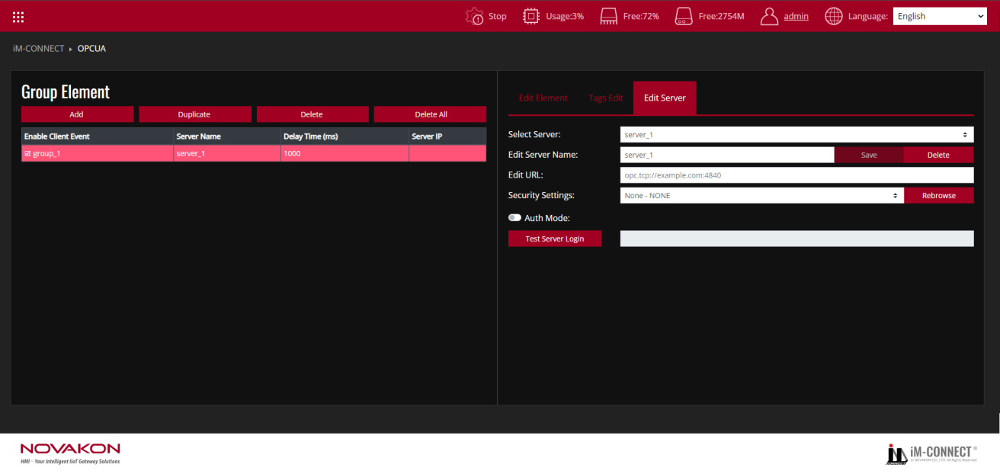 Stop Usage:3% Free:72% Free:2754M admin Language: English
iM-CONNECT ▸ OPCUA
Group Element
Add Duplicate Delete Delete All
Enable Client Event Server Name Delay Time (ms) Server IP
group_1 server_1 1000
Edit Element Tags Edit Edit Server
Select Server: server_1
Edit Server Name: server_1 Save Delete
Edit URL: opc.tcp://example.com:4840
Security Settings: None - NONE Rebrowse
Auth Mode:
Test Server Login
NOVAKON
HMI – Your Intelligent IIoT Gateway Solutions
iM-CONNECT ®
© NOVAKON CO., LTD. All Rights Reserved.